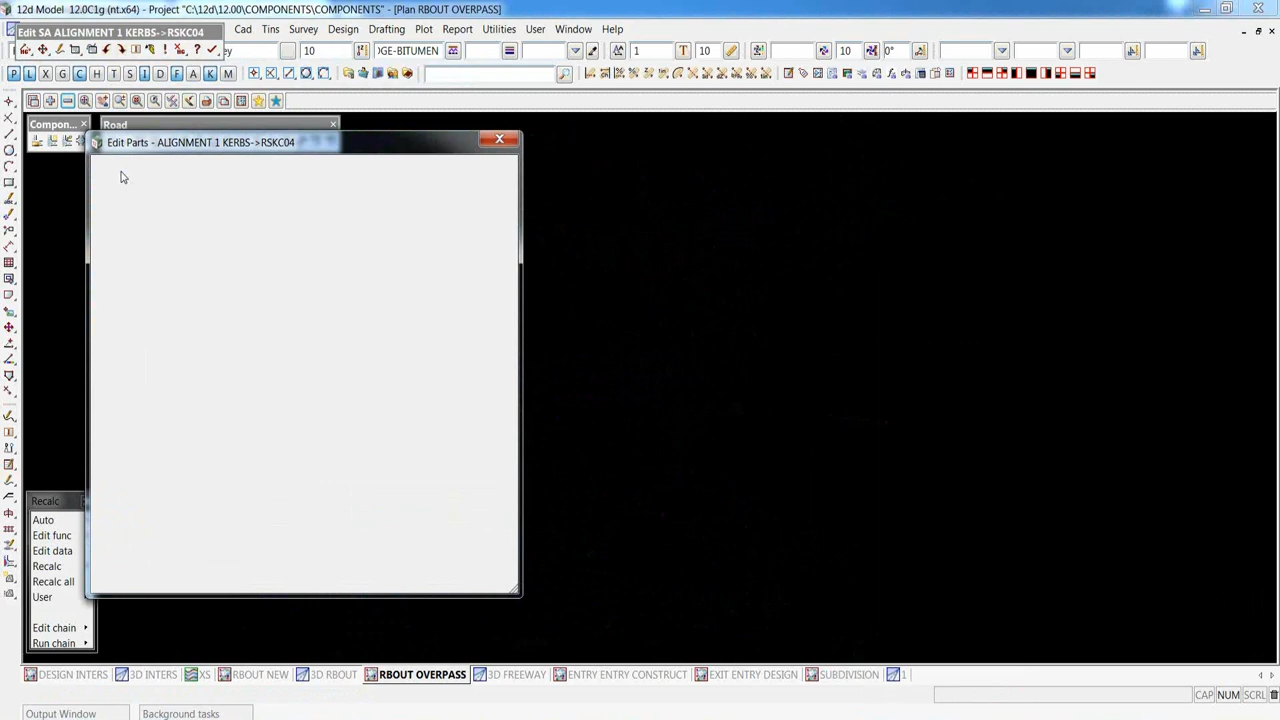 12d Model 12.0C1g (nt.x64) - Project "C:\12d\12.00\COMPONENTS\COMPONENTS" - [Plan RBOUT OVERPASS]
Edit SA ALIGNMENT 1 KERBS->RSKC04
Cad Tins Survey Design Drafting Plot Report Utilities User Window Help
10 GE-BITUMEN 1 T 10 10 0°
P L X G C H T S I D F A K M
Compon...
Road
Edit Parts - ALIGNMENT 1 KERBS->RSKC04
Recalc
Auto
Edit func
Edit data
Recalc
Recalc all
User
Edit chain
Run chain
DESIGN INTERS 3D INTERS XS RBOUT NEW 3D RBOUT RBOUT OVERPASS 3D FREEWAY ENTRY ENTRY CONSTRUCT EXIT ENTRY DESIGN SUBDIVISION 1
CAP NUM SCRL
Output Window Background tasks